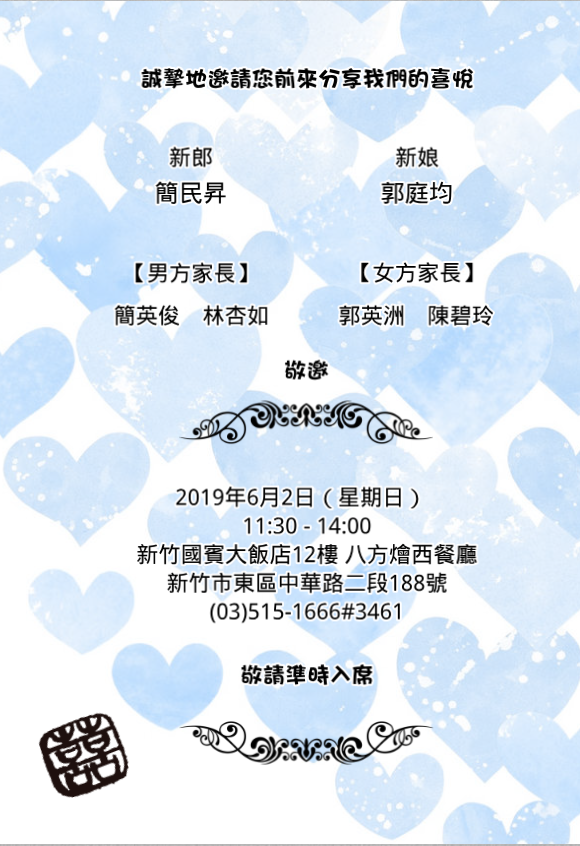 誠摯地邀請您前來分享我們的喜悅
新郎 新娘
簡民昇 郭庭均
【男方家長】 【女方家長】
簡英俊 林杏如 郭英洲 陳碧玲
敬邀
2019年6月2日（星期日）
11:30 - 14:00
新竹國賓大飯店12樓 八方燴西餐廳
新竹市東區中華路二段188號
(03)515-1666#3461
敬請準時入席
囍